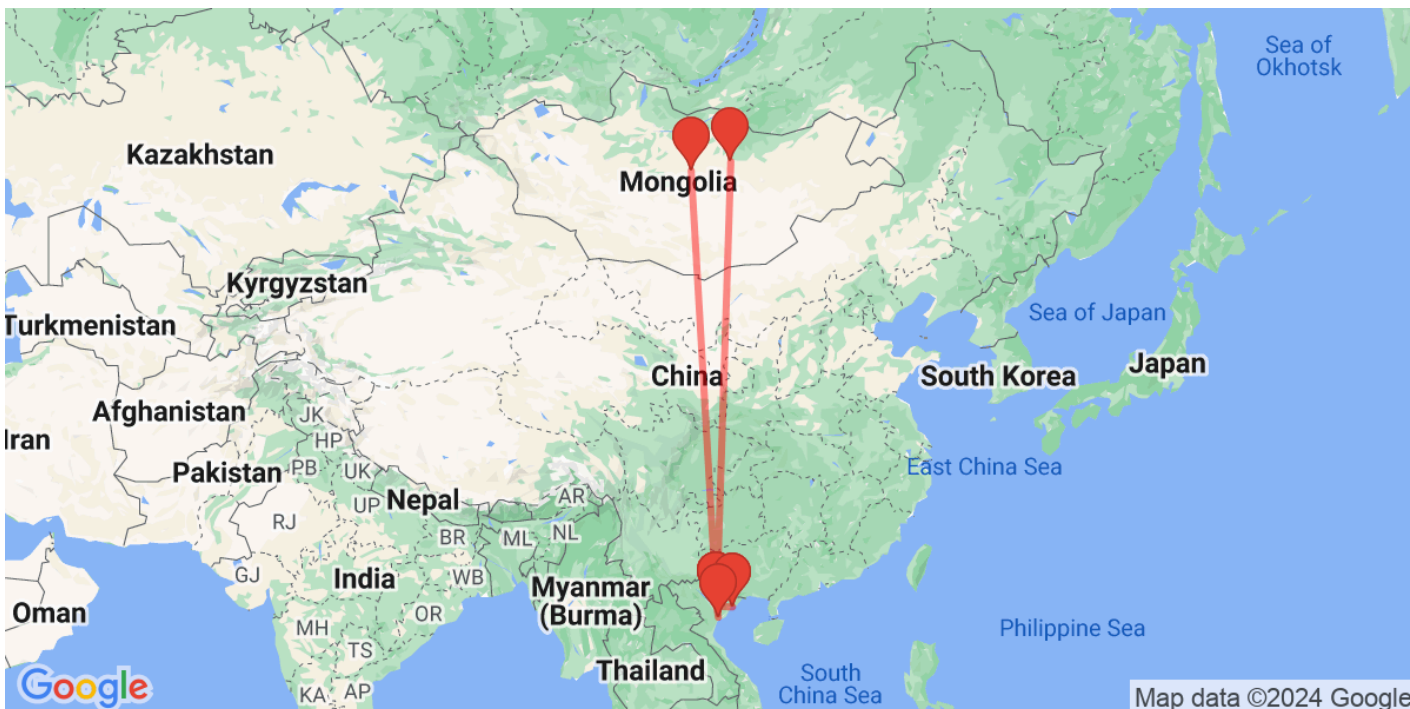 Sea of
Okhotsk
Kazakhstan
Mongolia
Kyrgyzstan
Turkmenistan
Sea of Japan
Japan
South Korea
China
Afghanistan
JK
Iran
HP
Pakistan
PB
UK
East China Sea
Nepal
UP
AR
RJ
BR
ML
NL
GJ
India
WB
Myanmar
(Burma)
Oman
OR
MH
TS
Philippine Sea
Thailand
South
China Sea
KA
AP
Google
Map data ©2024 Google